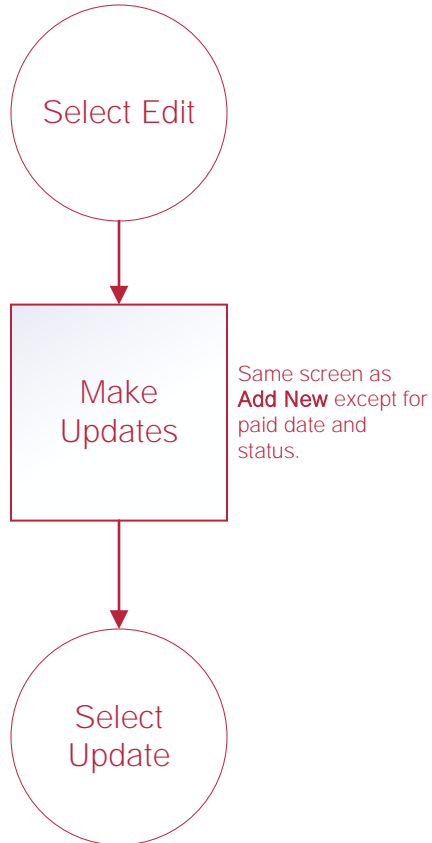 Select Edit
Make
Updates
Same screen as
Add New except for
paid date and
status.
Select
Update